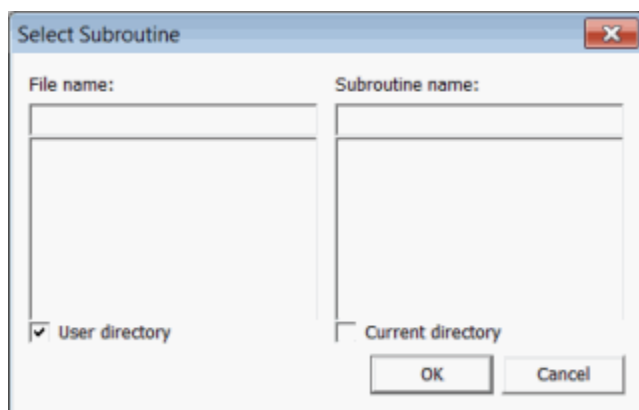 Select Subroutine
File name:
Subroutine name:
User directory
Current directory
OK
Cancel